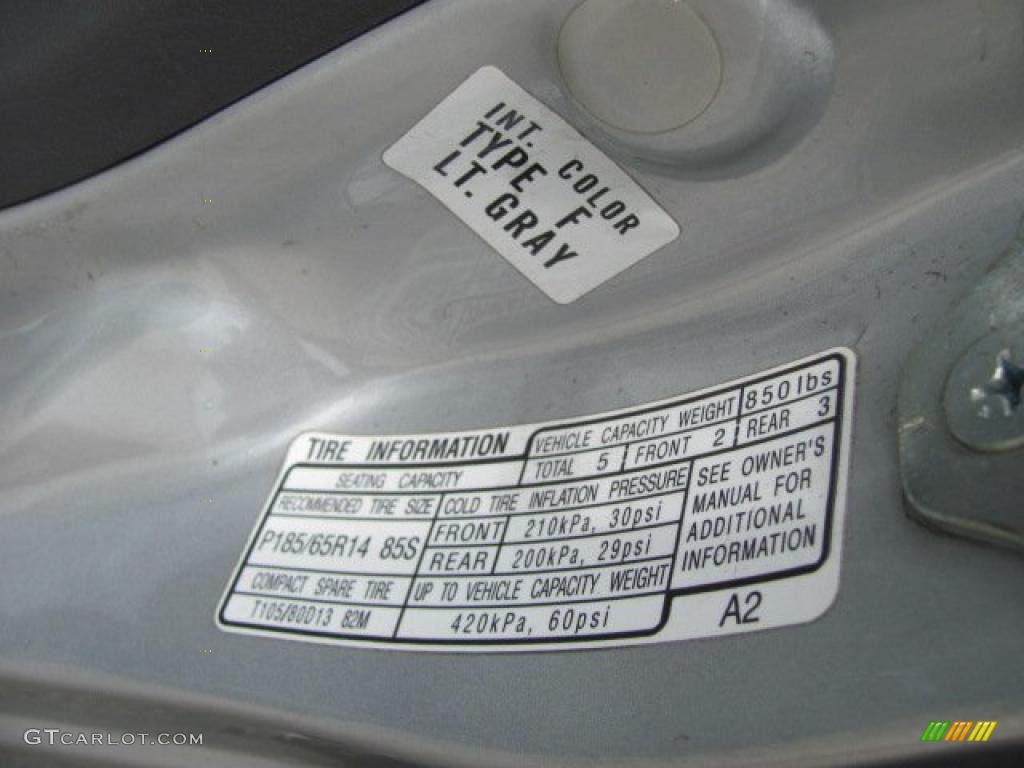 INT. COLOR
TYPE F
LT. GRAY
TIRE INFORMATION
VEHICLE CAPACITY WEIGHT 850lbs
SEATING CAPACITY TOTAL 5 FRONT 2 REAR 3
RECOMMENDED TIRE SIZE COLD TIRE INFLATION PRESSURE
P185/65R14 85S
FRONT 210kPa, 30psi
REAR 200kPa, 29psi
SEE OWNER'S
MANUAL FOR
ADDITIONAL
INFORMATION
COMPACT SPARE TIRE UP TO VEHICLE CAPACITY WEIGHT
T105/80D13 82M 420kPa, 60psi
A2
GTCARLOT.COM